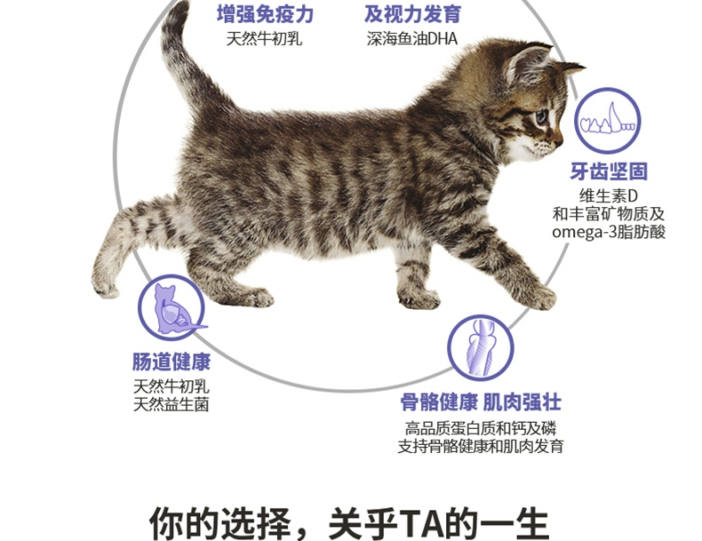 增强免疫力
天然牛初乳
及视力发育
深海鱼油DHA
牙齿坚固
维生素D
和丰富矿物质及
omega-3脂肪酸
肠道健康
天然牛初乳
天然益生菌
骨骼健康 肌肉强壮
高品质蛋白质和钙及磷
支持骨骼健康和肌肉发育
你的选择，关乎TA的一生